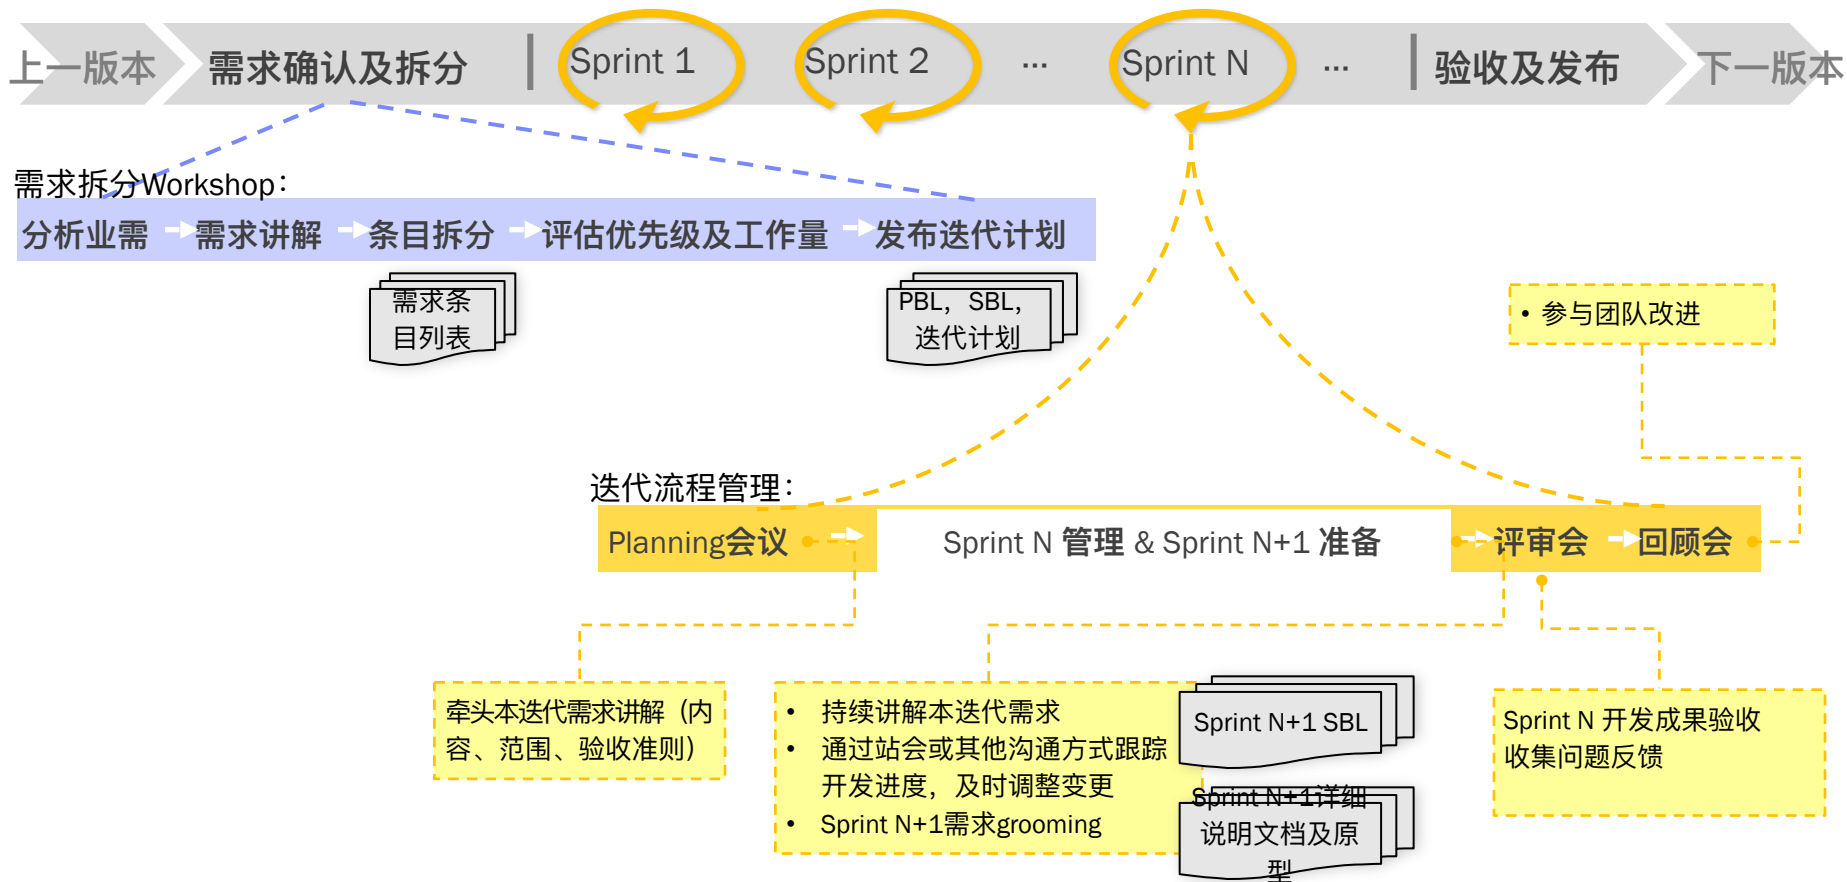 上一版本
需求确认及拆分
Sprint 1
Sprint 2
...
Sprint N
...
验收及发布
下一版本
需求拆分Workshop：
分析业需
需求讲解
条目拆分
评估优先级及工作量
发布迭代计划
需求条
目列表
PBL，SBL，
迭代计划
• 参与团队改进
迭代流程管理：
Planning会议
Sprint N 管理 & Sprint N+1 准备
评审会
回顾会
牵头本迭代需求讲解（内
容、范围、验收准则）
• 持续讲解本迭代需求
• 通过站会或其他沟通方式跟踪
开发进度，及时调整变更
• Sprint N+1需求grooming
Sprint N+1 SBL
Sprint N+1详细
说明文档及原
型
Sprint N 开发成果验收
收集问题反馈